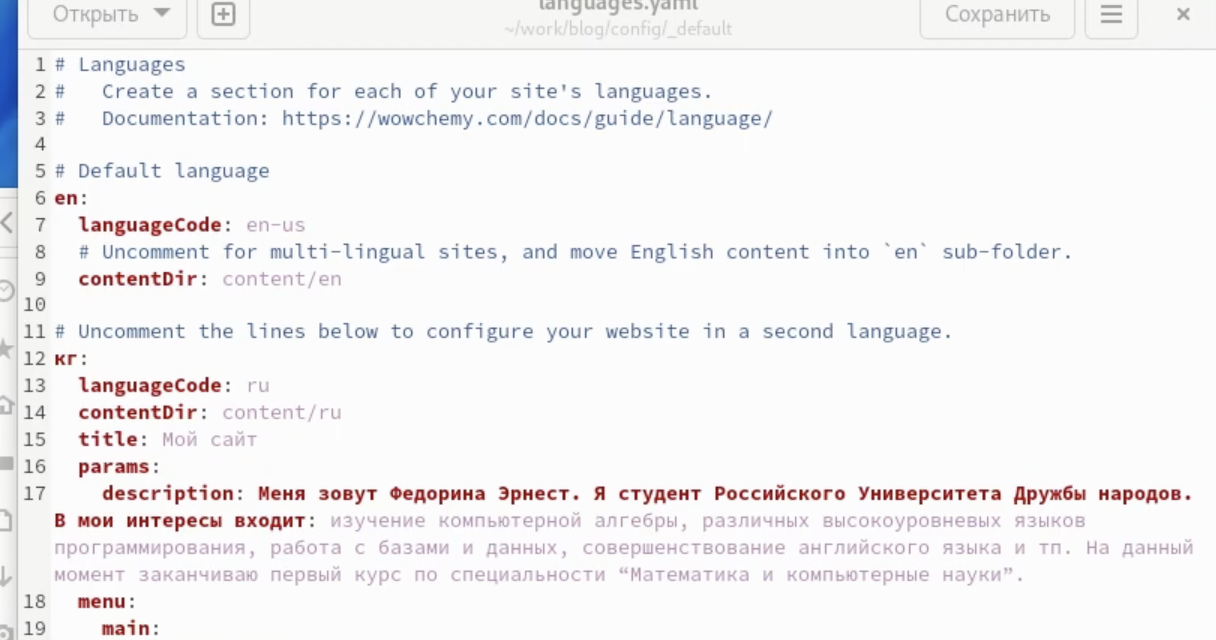 Открыть
languages.yaml
~/work/blog/config/_default
Сохранить
1 # Languages
2 #   Create a section for each of your site's languages.
3 #   Documentation: https://wowchemy.com/docs/guide/language/
4
5 # Default language
6 en:
7   languageCode: en-us
8   # Uncomment for multi-lingual sites, and move English content into `en` sub-folder.
9   contentDir: content/en
10
11 # Uncomment the lines below to configure your website in a second language.
12 кг:
13   languageCode: ru
14   contentDir: content/ru
15   title: Мой сайт
16   params:
17     description: Меня зовут Федорина Эрнест. Я студент Российского Университета Дружбы народов.
В мои интересы входит: изучение компьютерной алгебры, различных высокоуровневых языков
программирования, работа с базами и данных, совершенствование английского языка и тп. На данный
момент заканчиваю первый курс по специальности “Математика и компьютерные науки”.
18   menu:
19     main: